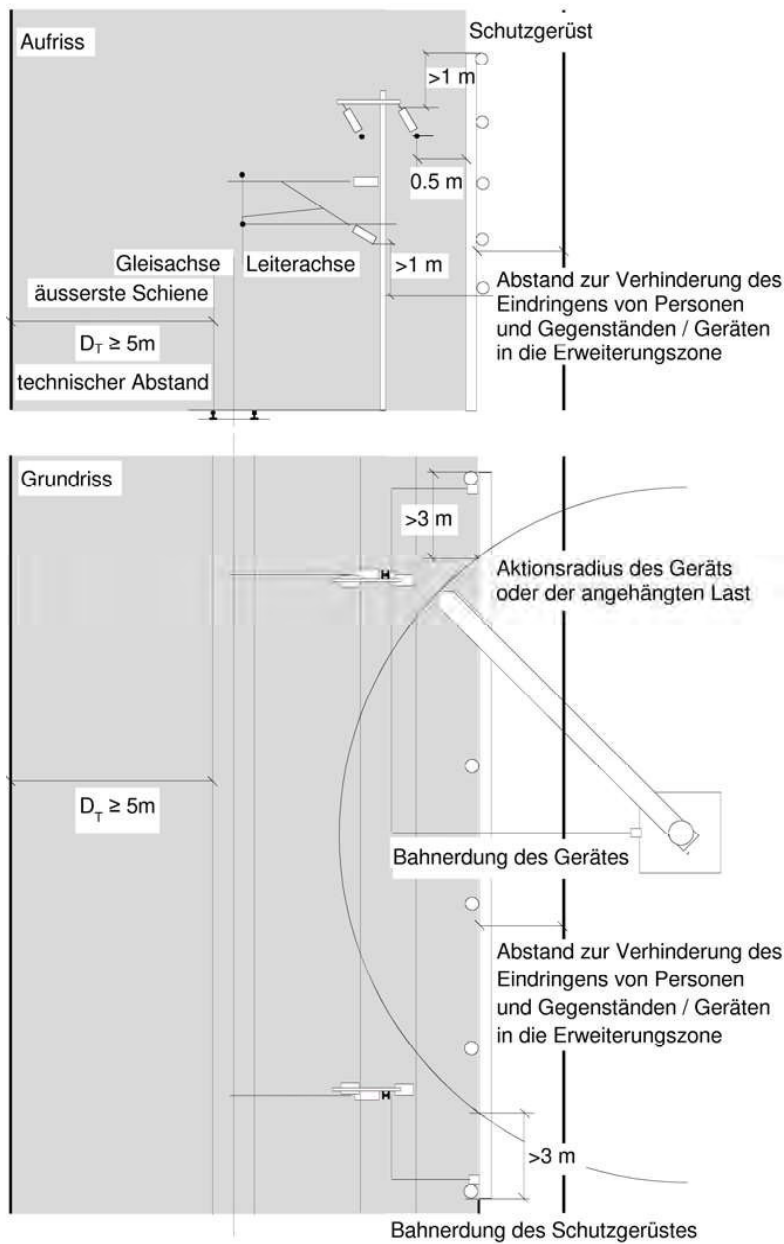 Aufriss
Schutzgerüst
>1 m
0.5 m
Gleisachse
Leiterachse
>1 m
äusserste Schiene
D_T ≥ 5m
technischer Abstand
Abstand zur Verhinderung des
Eindringens von Personen
und Gegenständen / Geräten
in die Erweiterungszone
Grundriss
>3 m
Aktionsradius des Geräts
oder der angehängten Last
D_T ≥ 5m
Bahnerdung des Gerätes
Abstand zur Verhinderung des
Eindringens von Personen
und Gegenständen / Geräten
in die Erweiterungszone
>3 m
Bahnerdung des Schutzgerüstes